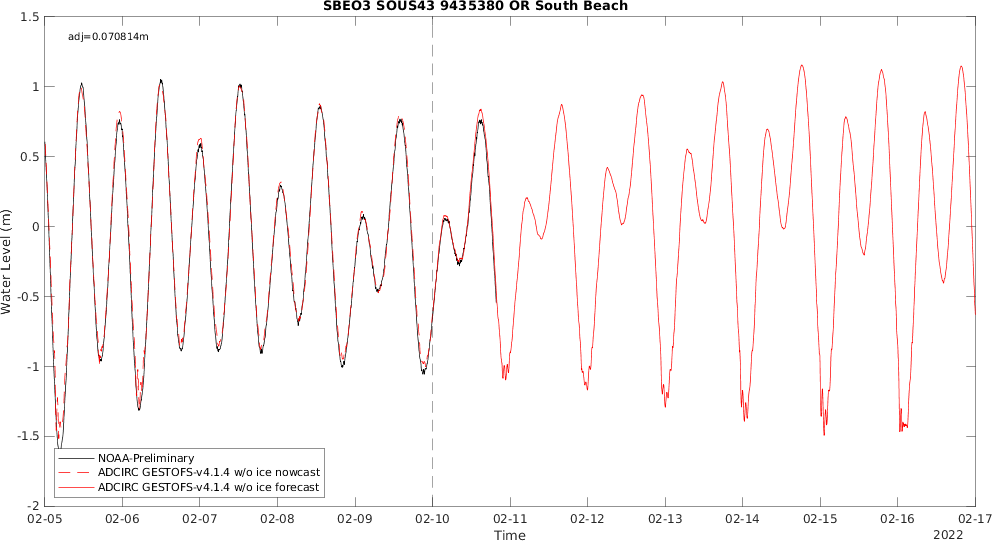 SBEO3 SOUS43 9435380 OR South Beach
adj=0.070814m
1.5
1
0.5
0
-0.5
-1
-1.5
-2
Water Level (m)
NOAA-Preliminary
ADCIRC GESTOFS-v4.1.4 w/o ice nowcast
ADCIRC GESTOFS-v4.1.4 w/o ice forecast
02-05 02-06 02-07 02-08 02-09 02-10 02-11 02-12 02-13 02-14 02-15 02-16 02-17
Time
2022